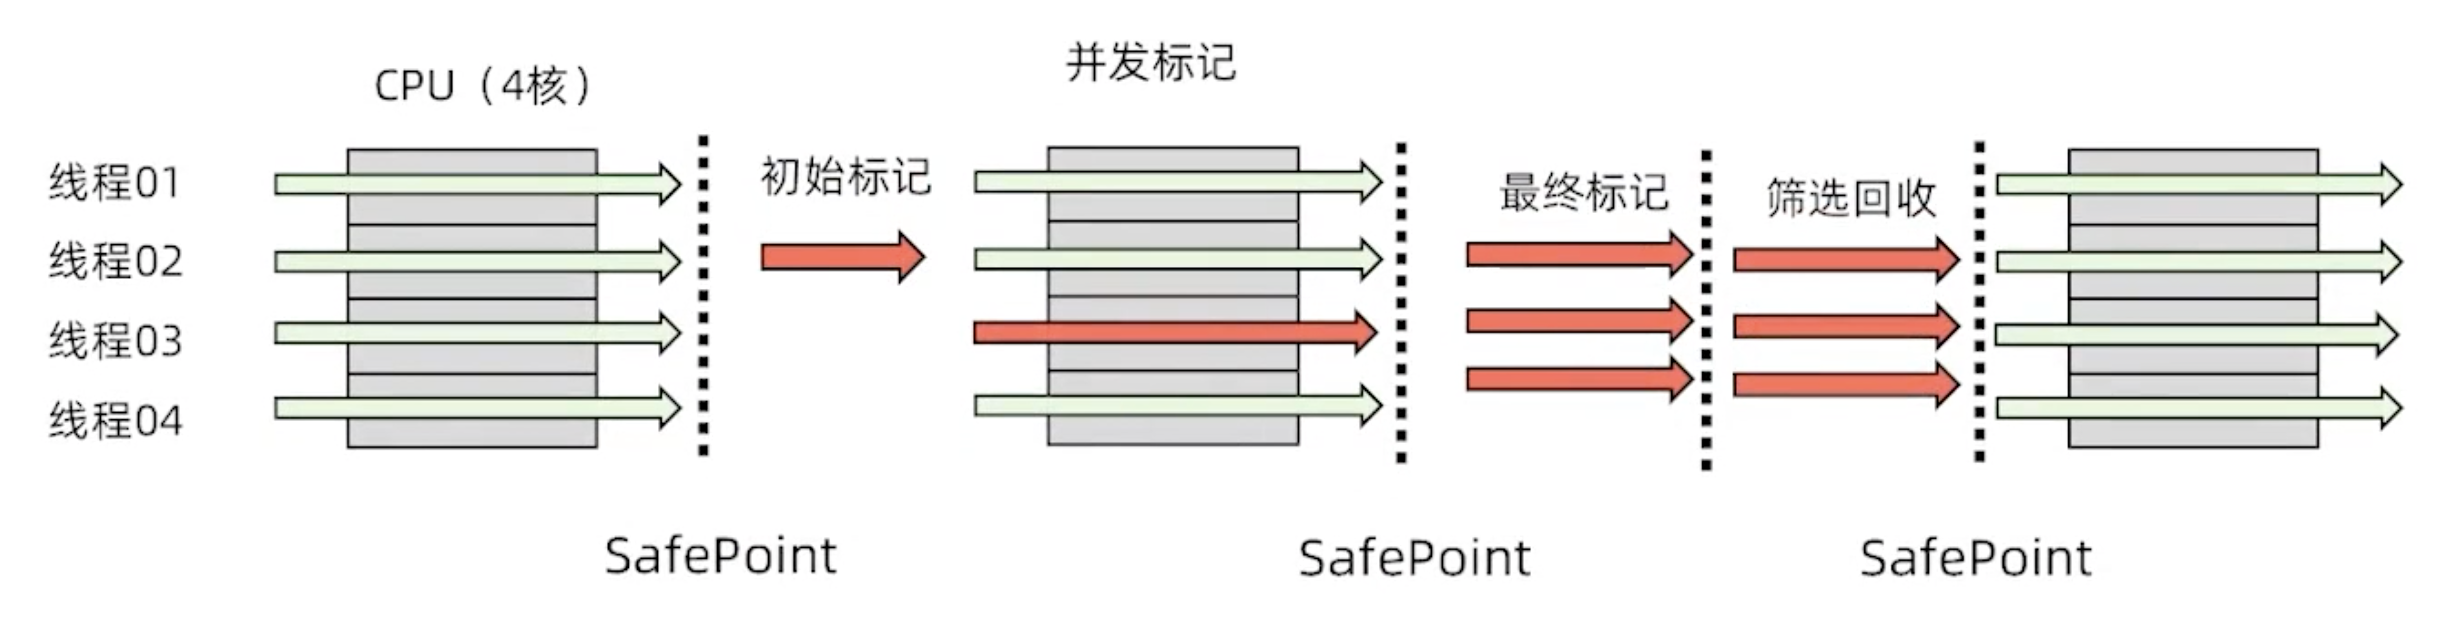 CPU（4核）
并发标记
线程01
线程02
线程03
线程04
初始标记
最终标记
筛选回收
SafePoint
SafePoint
SafePoint